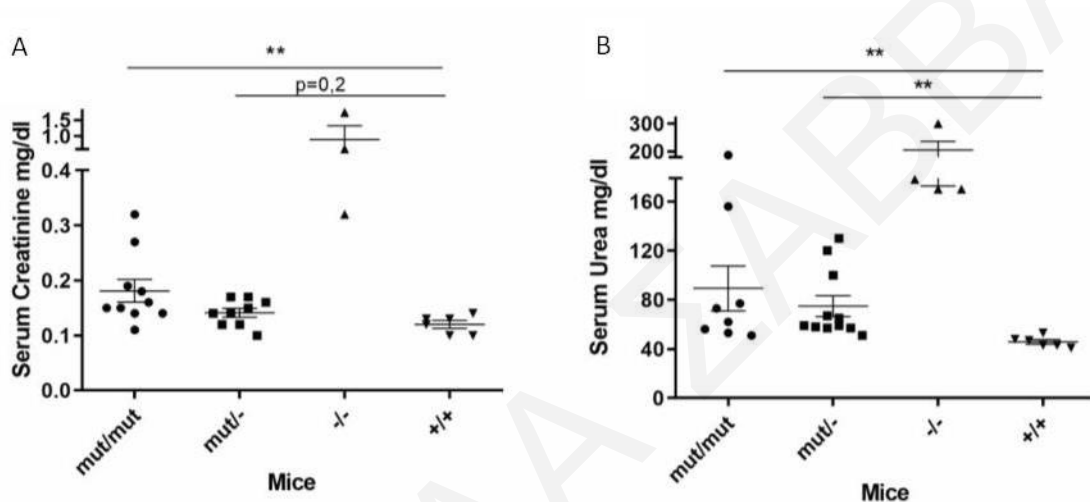 A
**
p=0,2
Serum Creatinine mg/dl
1.5
1.0
0.4
0.3
0.2
0.1
0.0
mut/mut
mut/-
-/-
+/+
Mice
B
**
**
Serum Urea mg/dl
300
200
160
120
80
40
0
mut/mut
mut/-
-/-
+/+
Mice